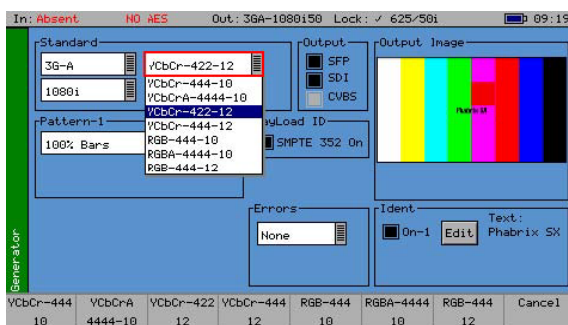 In: Absent NO AES Out: 3GA-1080i50 Lock: ✓ 625/50i 09:19
Standard
Output
Output Image
3G-A
YCbCr-422-12
SFP
SDI
CVBS
1080i
YCbCr-444-10
YCbCrA-4444-10
YCbCr-422-12
YCbCr-444-12
RGB-444-10
RGBA-4444-10
RGB-444-12
Phabrix SX
Pattern-1
ayLoad ID
100% Bars
SMPTE 352 On
Errors
None
Ident
On-1
Edit
Text:
Phabrix SX
Generator
YCbCr-444 10
YCbCrA 4444-10
YCbCr-422 12
YCbCr-444 12
RGB-444 10
RGBA-4444 10
RGB-444 12
Cancel